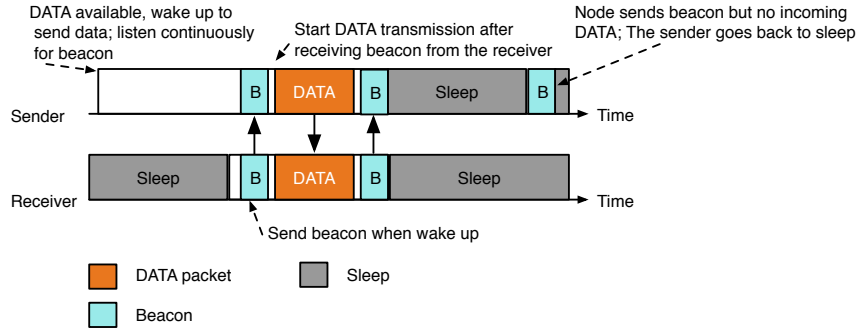 DATA available, wake up to
send data; listen continuously
for beacon
Start DATA transmission after
receiving beacon from the receiver
Node sends beacon but no incoming
DATA; The sender goes back to sleep
B
DATA
B
Sleep
B
Sender
Time
Sleep
B
DATA
B
Sleep
Receiver
Time
Send beacon when wake up
DATA packet
Sleep
Beacon